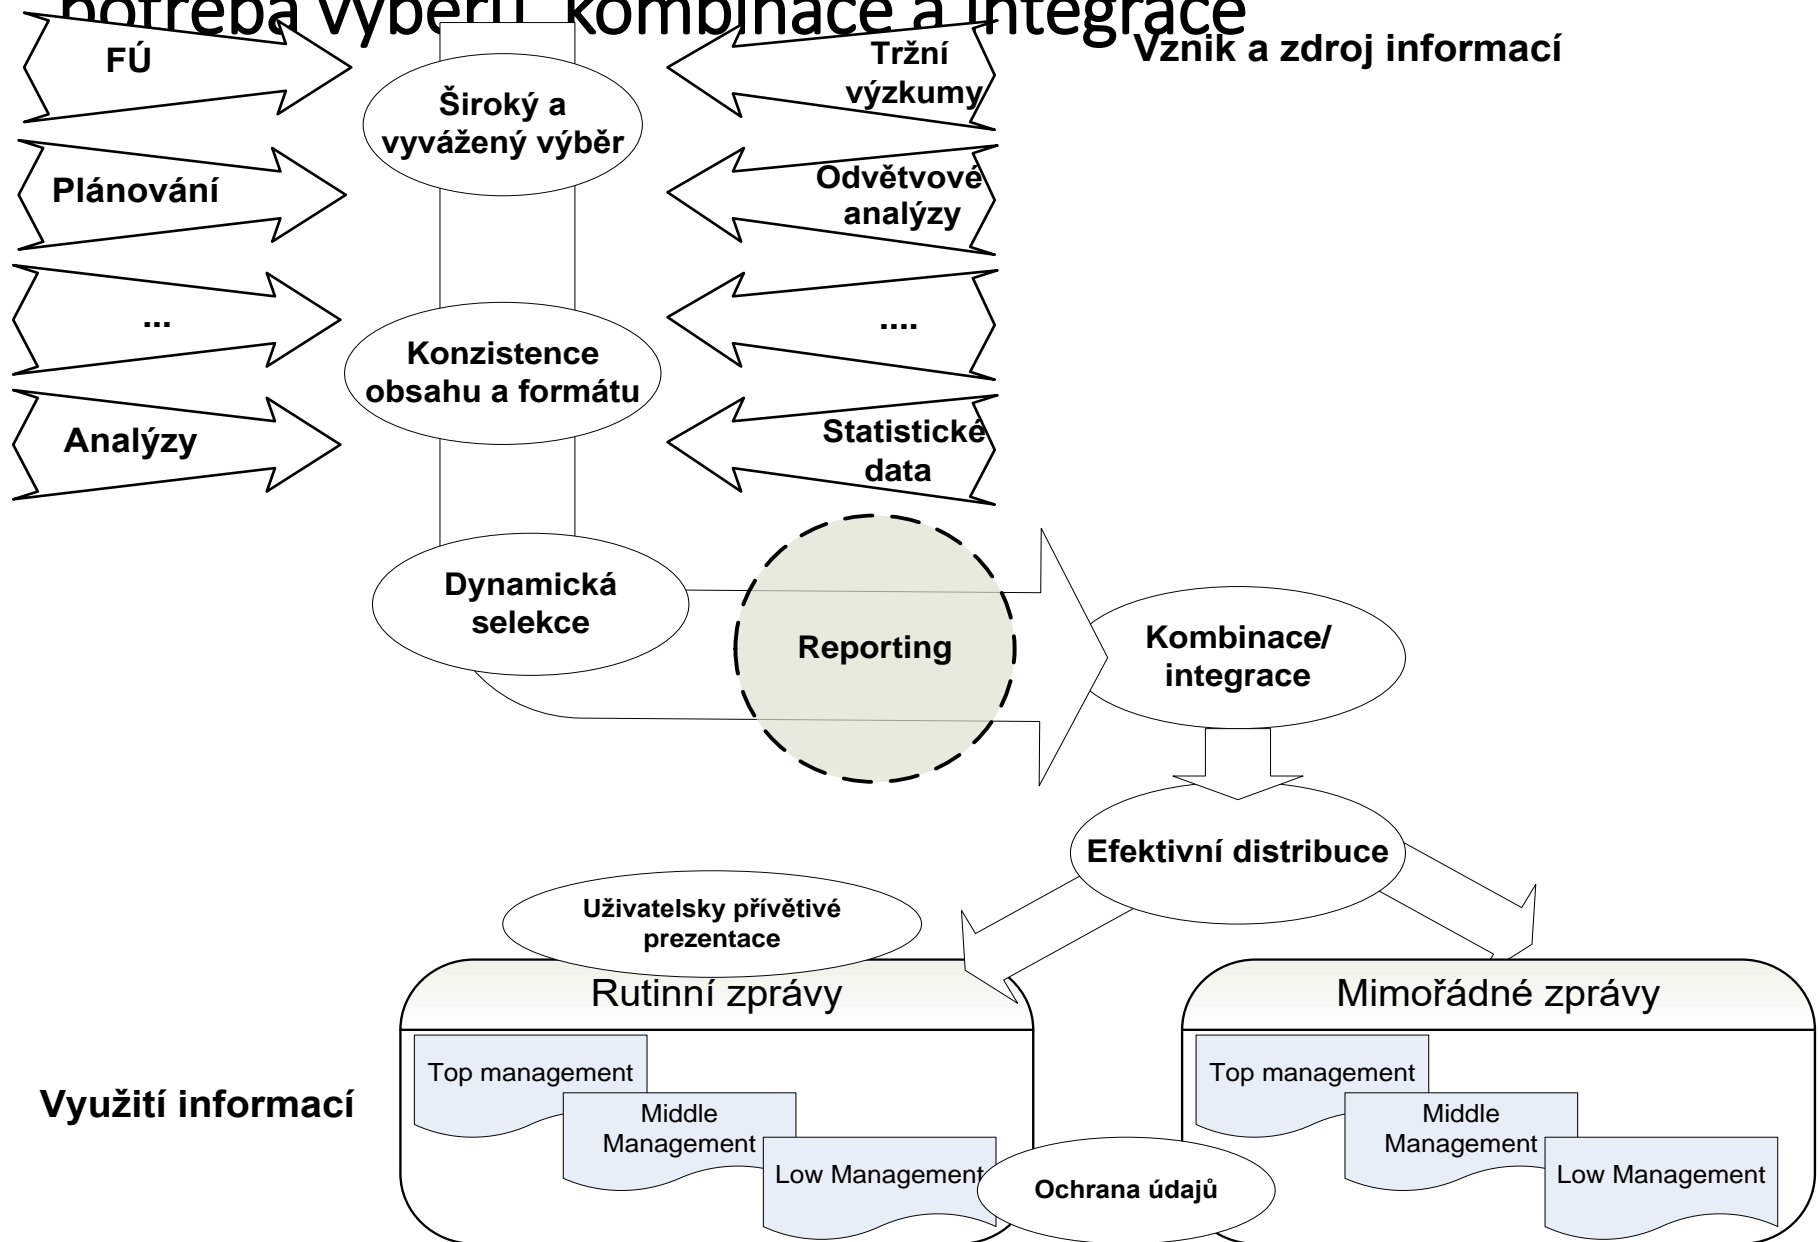 potřeba výběru, kombinace a integrace
Vznik a zdroj informací
FÚ
Tržní
výzkumy
Široký a
vyvážený výběr
Plánování
Odvětvové
analýzy
...
....
Konzistence
obsahu a formátu
Analýzy
Statistické
data
Dynamická
selekce
Reporting
Kombinace/
integrace
Efektivní distribuce
Uživatelsky přívětivé
prezentace
Rutinní zprávy
Mimořádné zprávy
Využití informací
Top management
Middle
Management
Low Management
Top management
Middle
Management
Low Management
Ochrana údajů